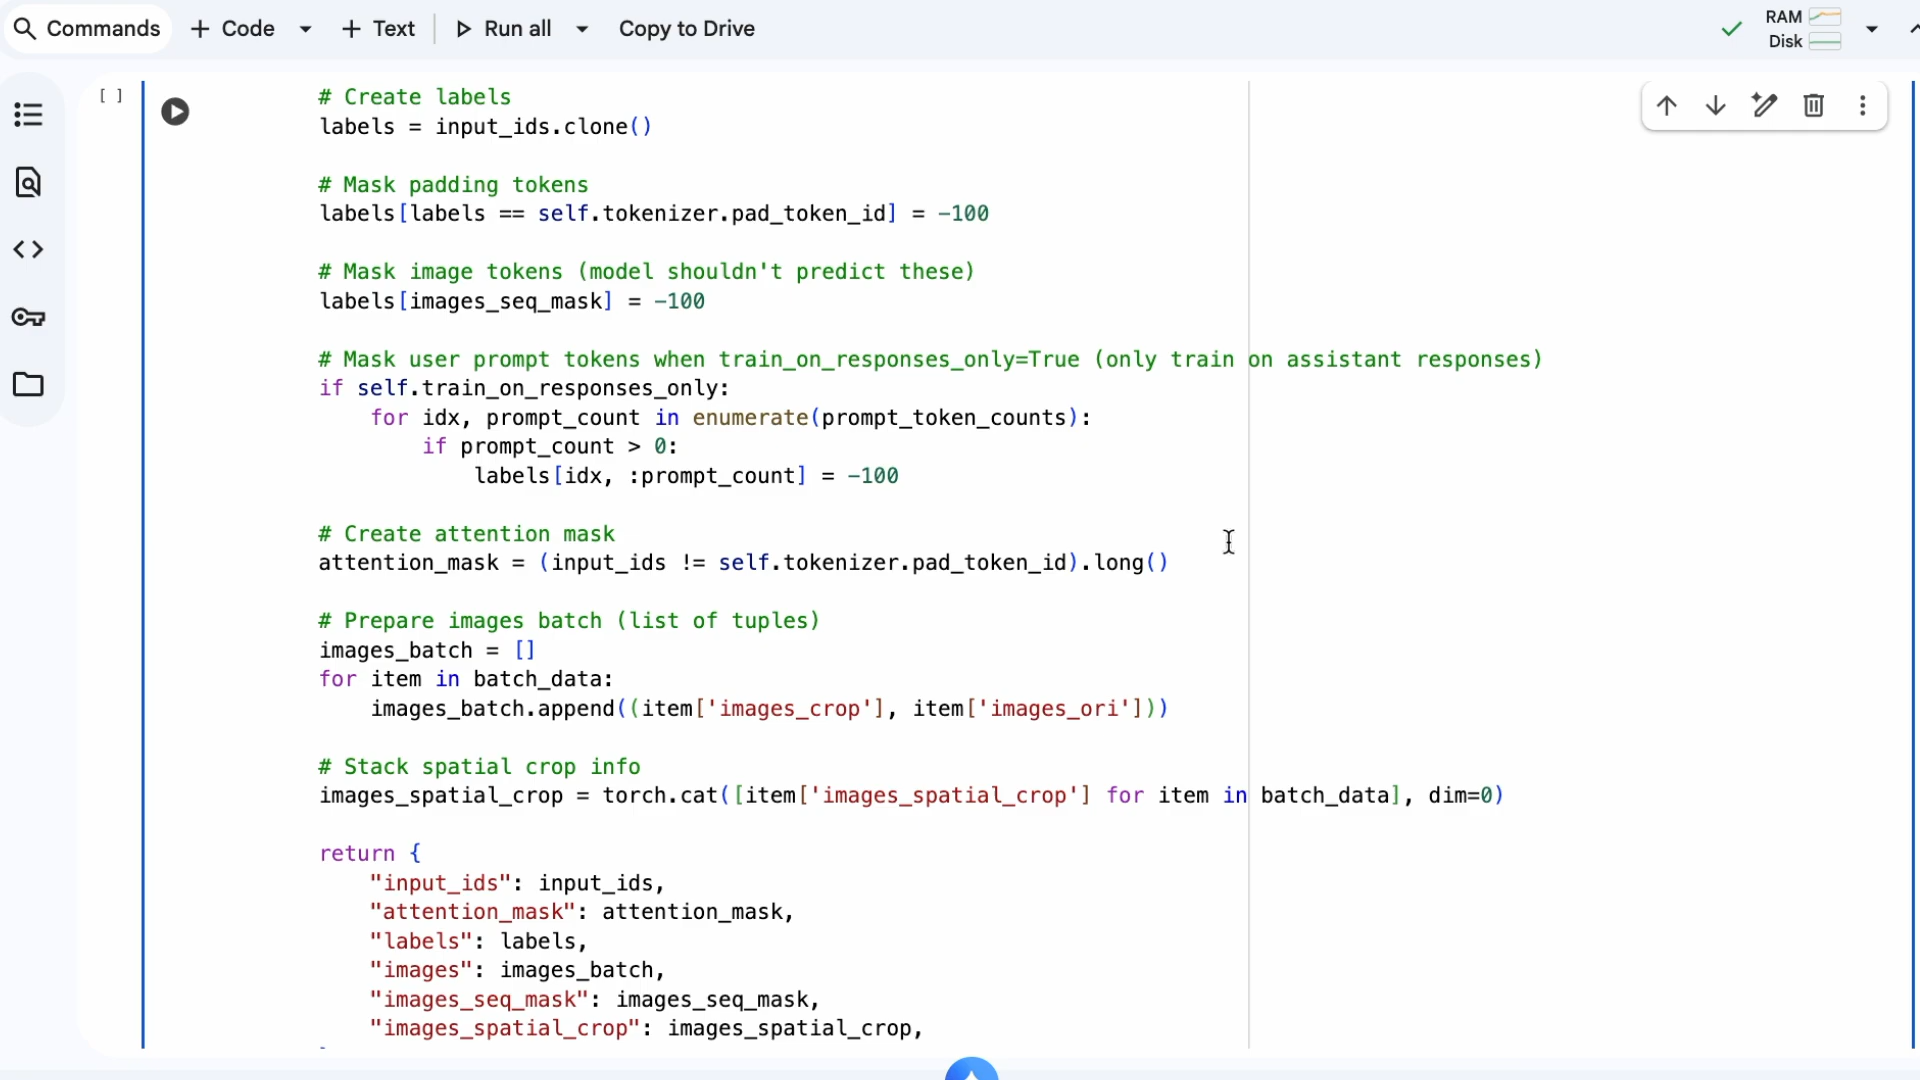 Commands
+ Code
+ Text
Run all
Copy to Drive
RAM
Disk
[ ]
# Create labels
labels = input_ids.clone()
# Mask padding tokens
labels[labels == self.tokenizer.pad_token_id] = -100
# Mask image tokens (model shouldn't predict these)
labels[images_seq_mask] = -100
# Mask user prompt tokens when train_on_responses_only=True (only train on assistant responses)
if self.train_on_responses_only:
    for idx, prompt_count in enumerate(prompt_token_counts):
        if prompt_count > 0:
            labels[idx, :prompt_count] = -100
# Create attention mask
attention_mask = (input_ids != self.tokenizer.pad_token_id).long()
# Prepare images batch (list of tuples)
images_batch = []
for item in batch_data:
    images_batch.append((item['images_crop'], item['images_ori']))
# Stack spatial crop info
images_spatial_crop = torch.cat([item['images_spatial_crop'] for item in batch_data], dim=0)
return {
    "input_ids": input_ids,
    "attention_mask": attention_mask,
    "labels": labels,
    "images": images_batch,
    "images_seq_mask": images_seq_mask,
    "images_spatial_crop": images_spatial_crop,